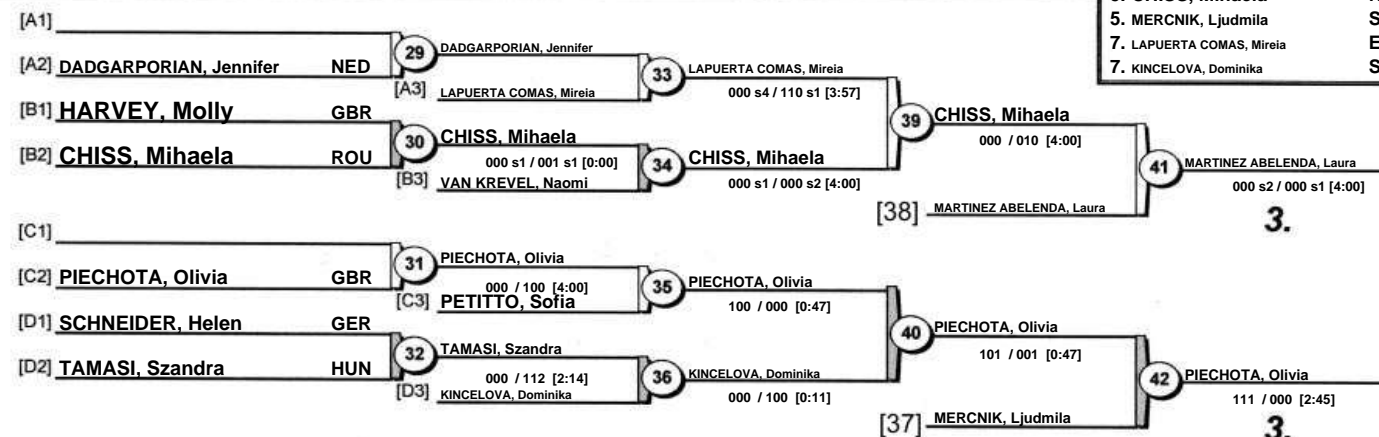 5. MERCNIK, Ljudmila S
7. LAPUERTA COMAS, Mireia E
7. KINCELOVA, Dominika S
[A1]
[A2] DADGARPORIAN, Jennifer NED
29
DADGARPORIAN, Jennifer
[A3] LAPUERTA COMAS, Mireia
33
LAPUERTA COMAS, Mireia
000 s4 / 110 s1 [3:57]
[B1] HARVEY, Molly GBR
[B2] CHISS, Mihaela ROU
30
CHISS, Mihaela
000 s1 / 001 s1 [0:00]
[B3] VAN KREVEL, Naomi
34
CHISS, Mihaela
000 s1 / 000 s2 [4:00]
39
CHISS, Mihaela
000 / 010 [4:00]
[38] MARTINEZ ABELENDA, Laura
41
MARTINEZ ABELENDA, Laura
000 s2 / 000 s1 [4:00]
3.
[C1]
[C2] PIECHOTA, Olivia GBR
31
PIECHOTA, Olivia
000 / 100 [4:00]
[C3] PETITTO, Sofia
35
PIECHOTA, Olivia
100 / 000 [0:47]
[D1] SCHNEIDER, Helen GER
[D2] TAMASI, Szandra HUN
32
TAMASI, Szandra
000 / 112 [2:14]
[D3] KINCELOVA, Dominika
36
KINCELOVA, Dominika
000 / 100 [0:11]
40
PIECHOTA, Olivia
101 / 001 [0:47]
[37] MERCNIK, Ljudmila
42
PIECHOTA, Olivia
111 / 000 [2:45]
3.